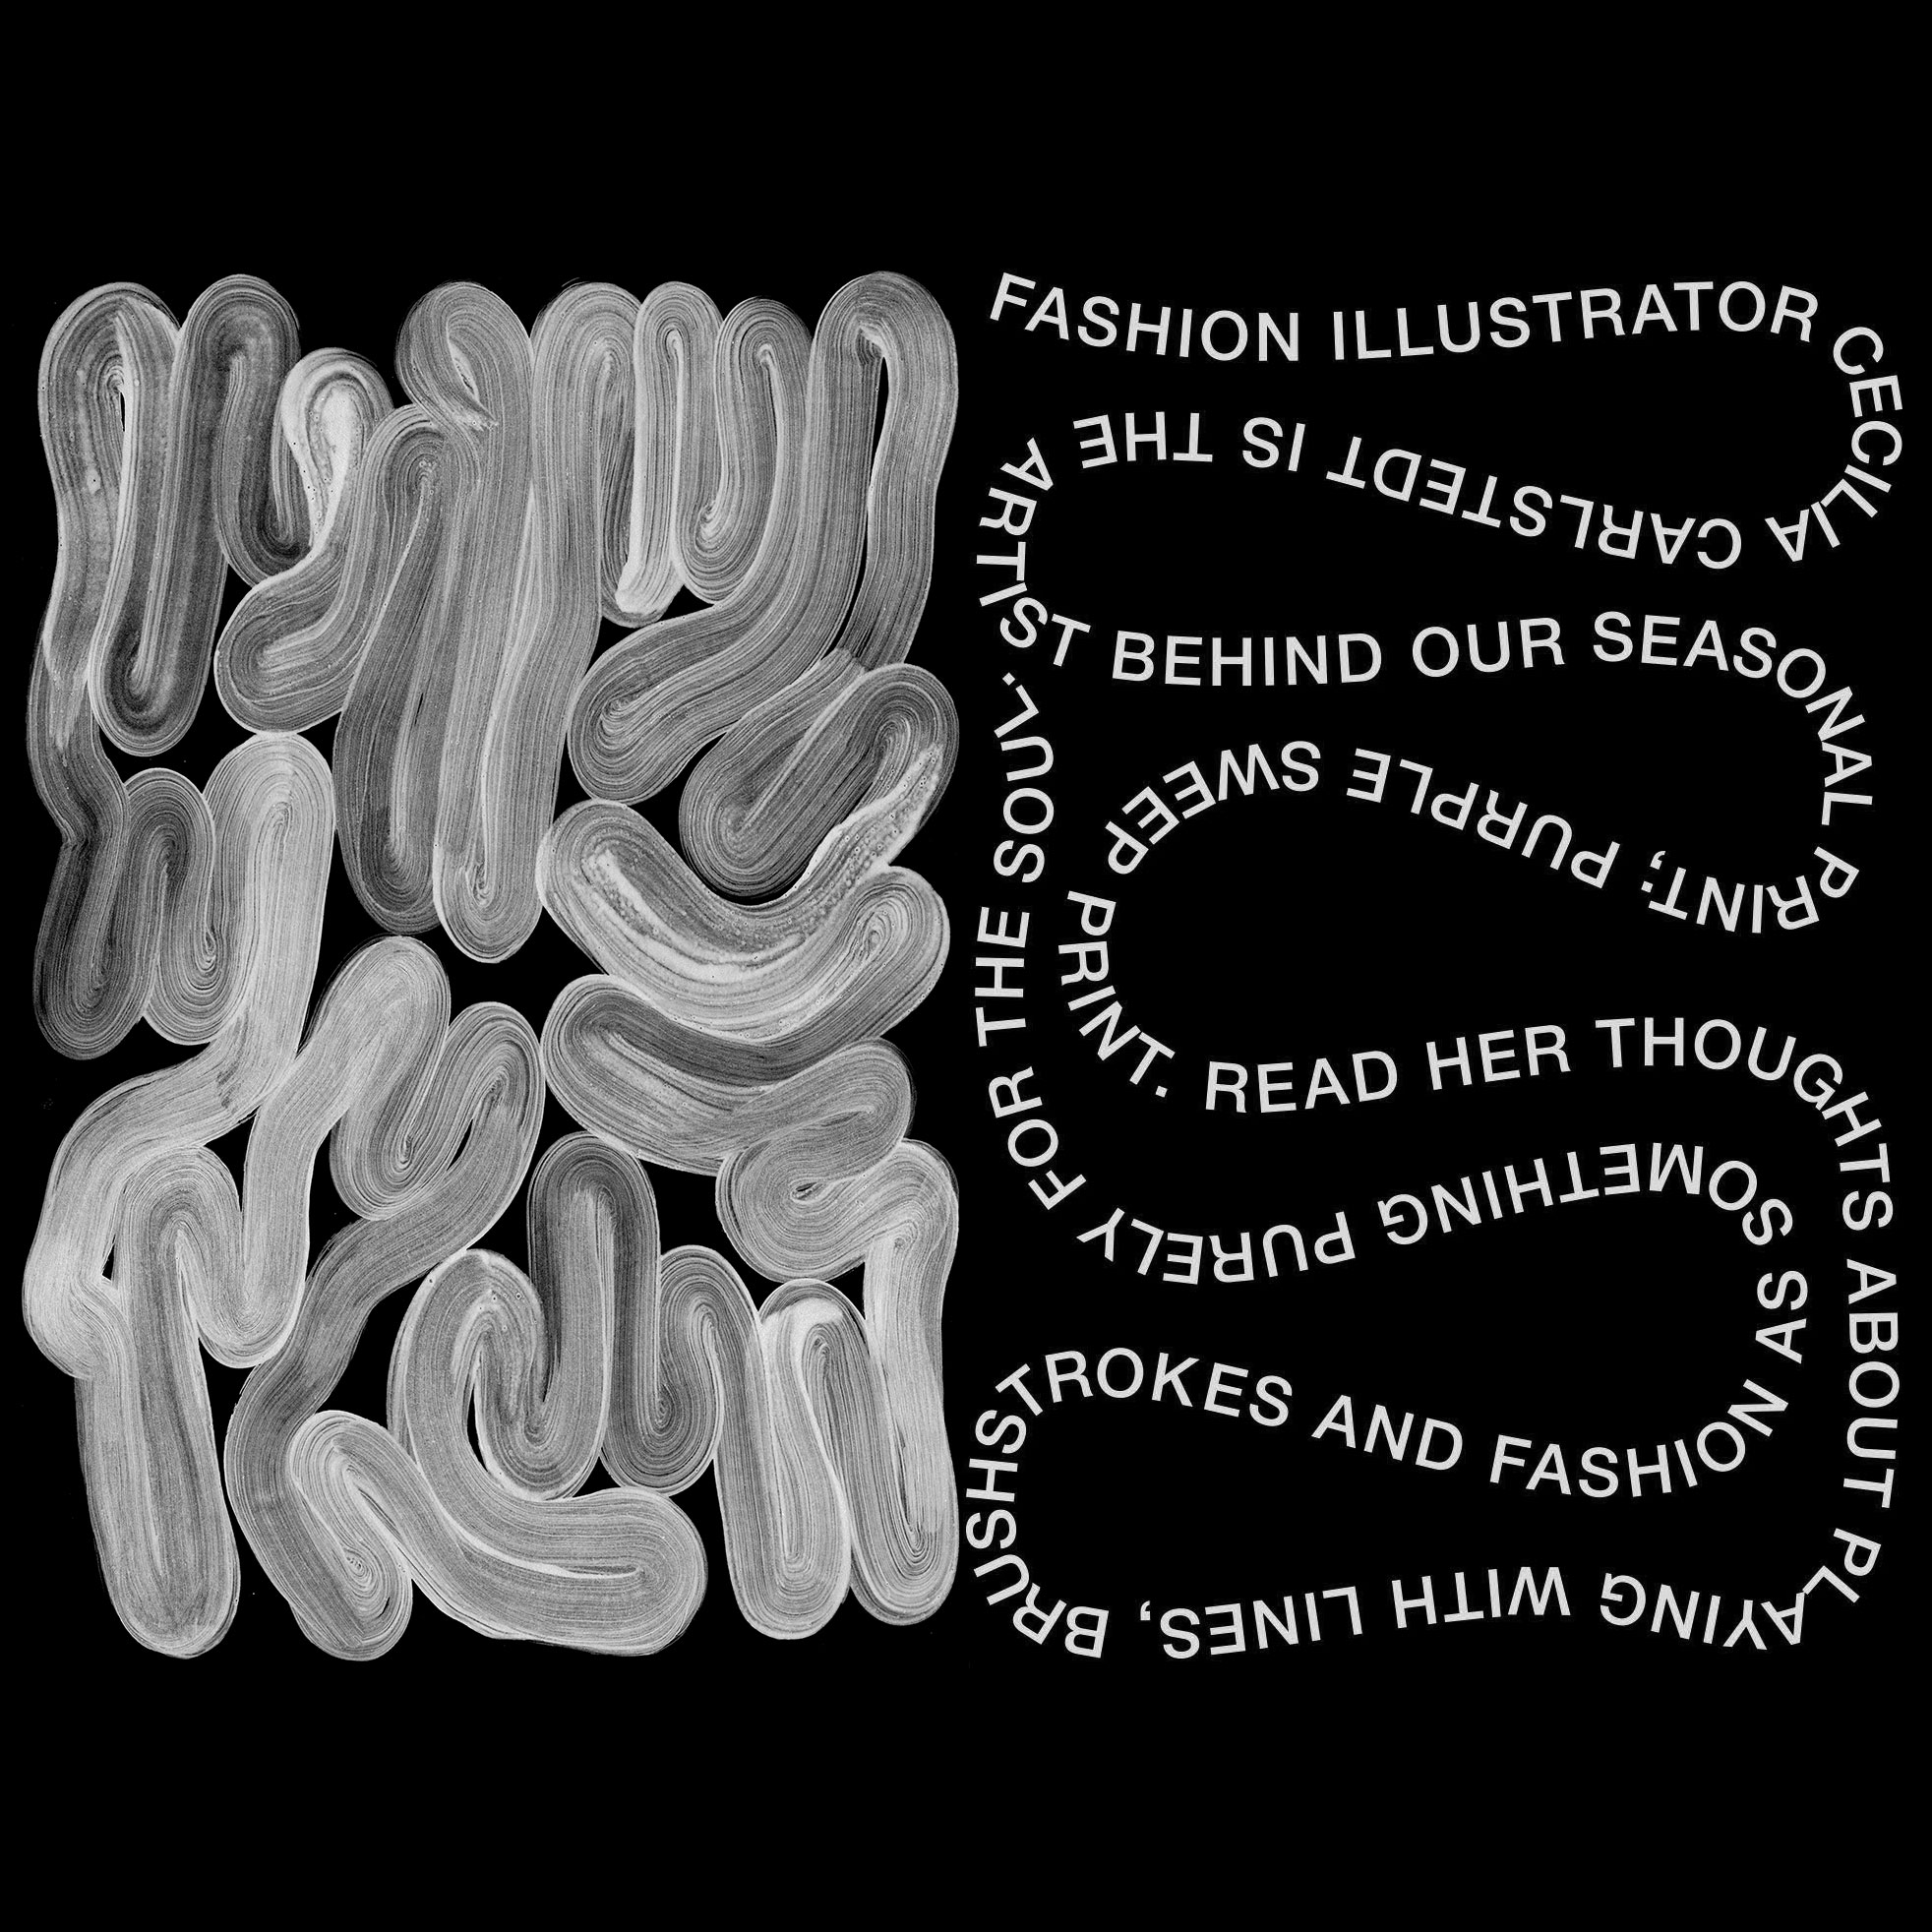 FASHION ILLUSTRATOR CECILIA CARLSTEDT IS THE ARTIST BEHIND OUR SEASONAL PRINT; PURPLE SWEEP PRINT. READ HER THOUGHTS ABOUT PLAYING WITH LINES, BRUSHSTROKES AND FASHION AS SOMETHING PURELY FOR THE SOUL.